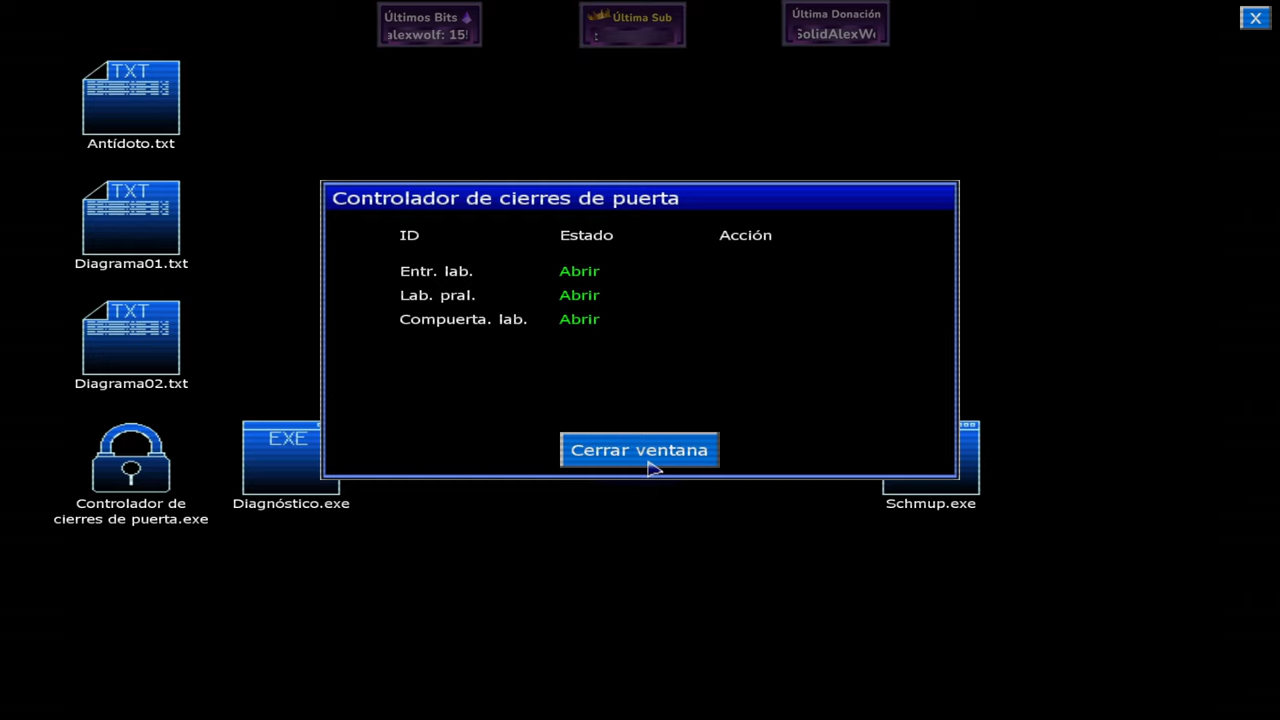 Últimos Bits
alexwolf: 15
Última Sub
:
Última Donación
SolidAlexW
X
TXT
Antídoto.txt
TXT
Diagrama01.txt
TXT
Diagrama02.txt
Controlador de cierres de puerta
ID Estado Acción
Entr. lab. Abrir
Lab. pral. Abrir
Compuerta. lab. Abrir
Cerrar ventana
Controlador de
cierres de puerta.exe
EXE
Diagnóstico.exe
Schmup.exe